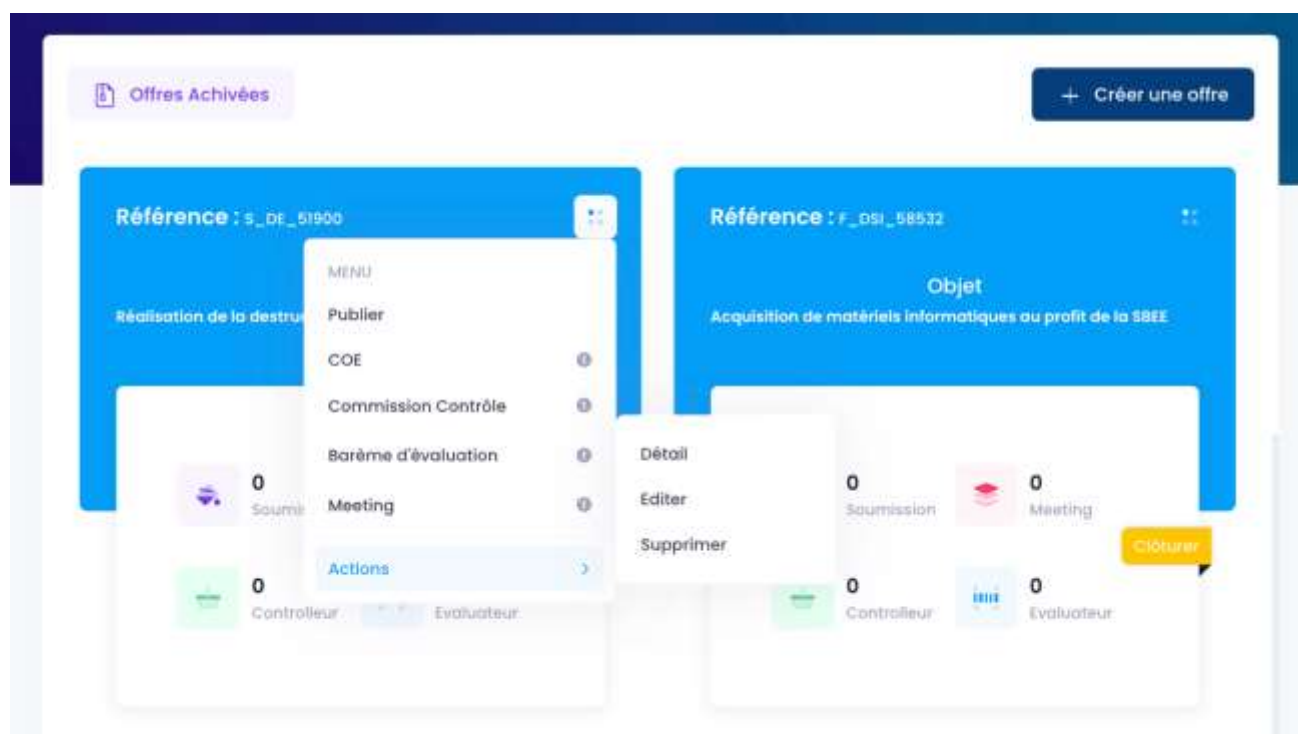 Offres Achivées
+ Créer une offre
Référence : S_DE_51900
MENU
Réalisation de la destru
Publier
COE
Commission Contrôle
Barème d'évaluation
Meeting
Actions
Détail
Editer
Supprimer
0
Soumis
0
Controlleur
Evaluateur
Référence : F_DSI_58532
Objet
Acquisition de matériels informatiques au profit de la SBEE
0
Soumission
0
Meeting
Clôturer
0
Controlleur
0
Evaluateur